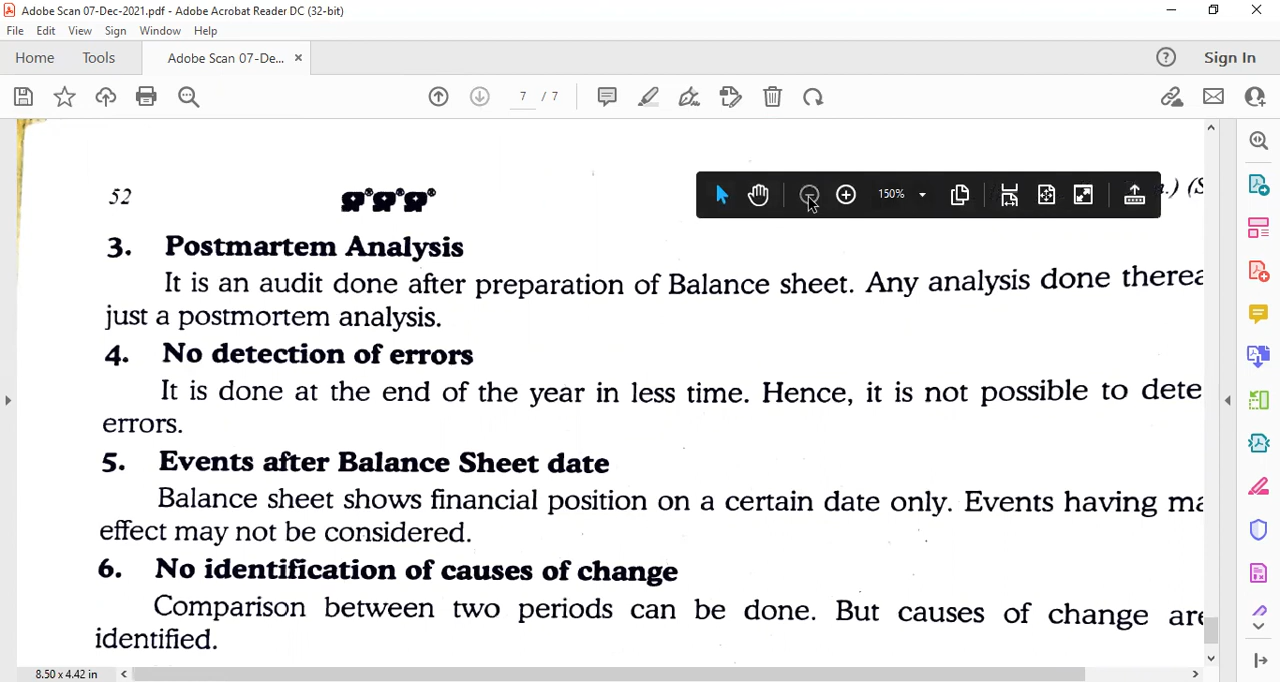 Adobe Scan 07-Dec-2021.pdf - Adobe Acrobat Reader DC (32-bit)
File Edit View Sign Window Help
Home Tools Adobe Scan 07-De... × Sign In
7 / 7
52
150%
3. Postmartem Analysis
It is an audit done after preparation of Balance sheet. Any analysis done therea
just a postmortem analysis.
4. No detection of errors
It is done at the end of the year in less time. Hence, it is not possible to dete
errors.
5. Events after Balance Sheet date
Balance sheet shows financial position on a certain date only. Events having ma
effect may not be considered.
6. No identification of causes of change
Comparison between two periods can be done. But causes of change are
identified.
8.50 x 4.42 in